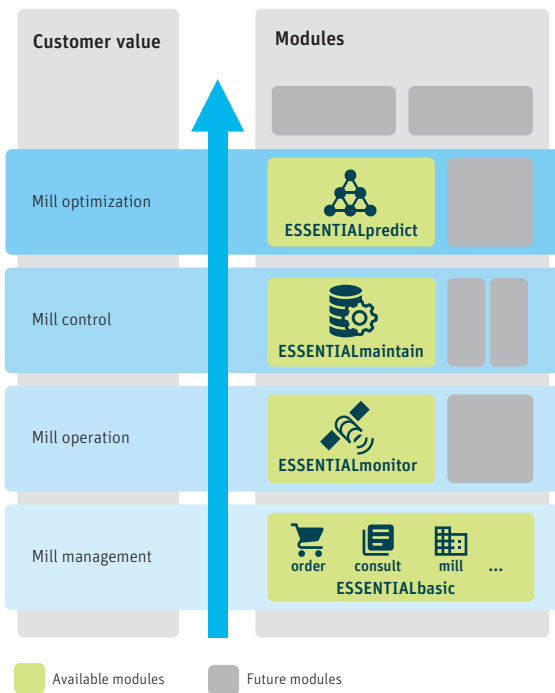 Customer value
Modules
Mill optimization
ESSENTIALpredict
Mill control
ESSENTIALmaintain
Mill operation
ESSENTIALmonitor
Mill management
order consult mill ...
ESSENTIALbasic
Available modules
Future modules